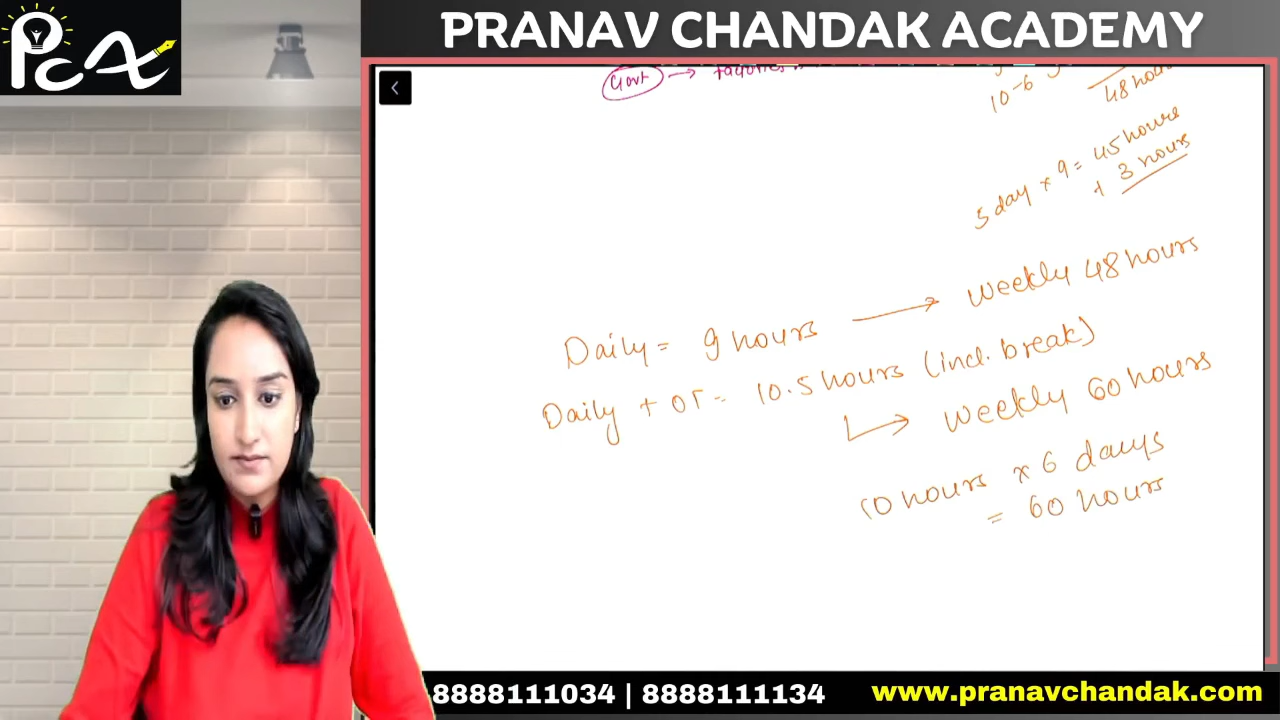 PCA
PRANAV CHANDAK ACADEMY
Govt → factories
10-6
48 hours
5 day × 9 = 45 hours
+ 3 hours
Daily = 9 hours → Weekly 48 hours
Daily + OT = 10.5 hours (incl. break)
→ Weekly 60 hours
10 hours × 6 days
= 60 hours
8888111034 | 8888111134
www.pranavchandak.com